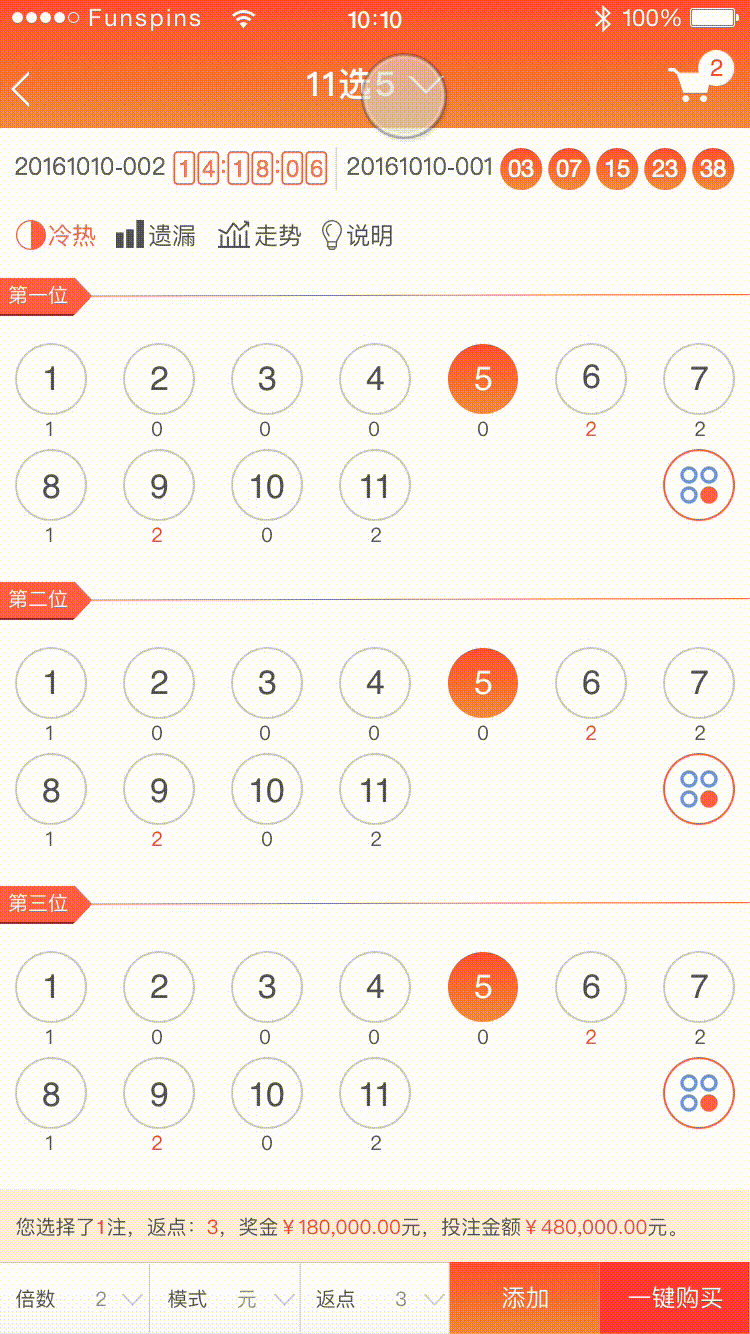 Funspins 10:10 100%
11选5 2
20161010-002 14:18:06 20161010-001 03 07 15 23 38
冷热 遗漏 走势 说明
第一位
1 2 3 4 5 6 7
1 0 0 0 0 2 2
8 9 10 11
1 2 0 2
第二位
1 2 3 4 5 6 7
1 0 0 0 0 2 2
8 9 10 11
1 2 0 2
第三位
1 2 3 4 5 6 7
1 0 0 0 0 2 2
8 9 10 11
1 2 0 2
您选择了1注，返点：3，奖金￥180,000.00元，投注金额￥480,000.00元。
倍数 2 模式 元 返点 3 添加 一键购买